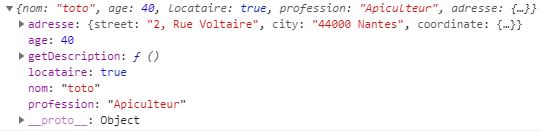 ▼ {nom: "toto", age: 40, locataire: true, profession: "Apiculteur", adresse: {…}}
▶ adresse: {street: "2, Rue Voltaire", city: "44000 Nantes", coordinate: {…}}
age: 40
▶ getDescription: ƒ ()
locataire: true
nom: "toto"
profession: "Apiculteur"
▶ __proto__: Object